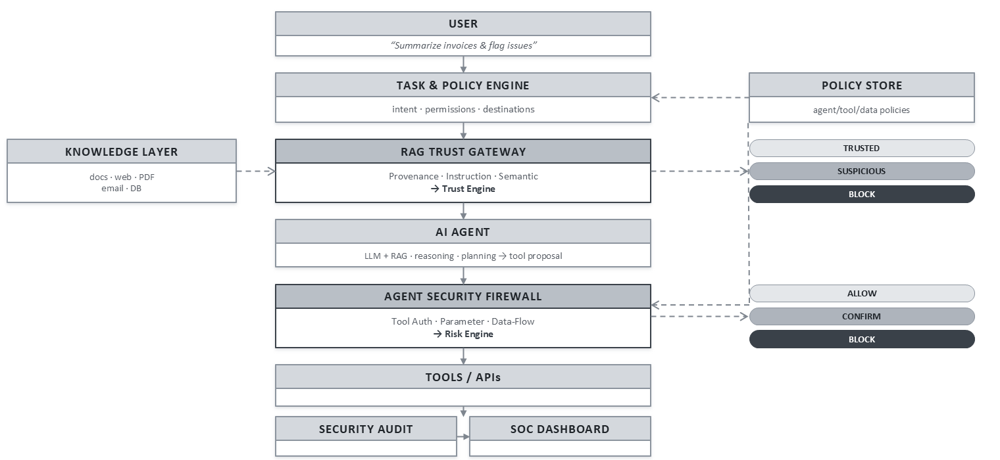 USER
“Summarize invoices & flag issues”
TASK & POLICY ENGINE
intent · permissions · destinations
POLICY STORE
agent/tool/data policies
KNOWLEDGE LAYER
docs · web · PDF
email · DB
RAG TRUST GATEWAY
Provenance · Instruction · Semantic
→ Trust Engine
TRUSTED
SUSPICIOUS
BLOCK
AI AGENT
LLM + RAG · reasoning · planning → tool proposal
AGENT SECURITY FIREWALL
Tool Auth · Parameter · Data-Flow
→ Risk Engine
ALLOW
CONFIRM
BLOCK
TOOLS / APIs
SECURITY AUDIT
SOC DASHBOARD